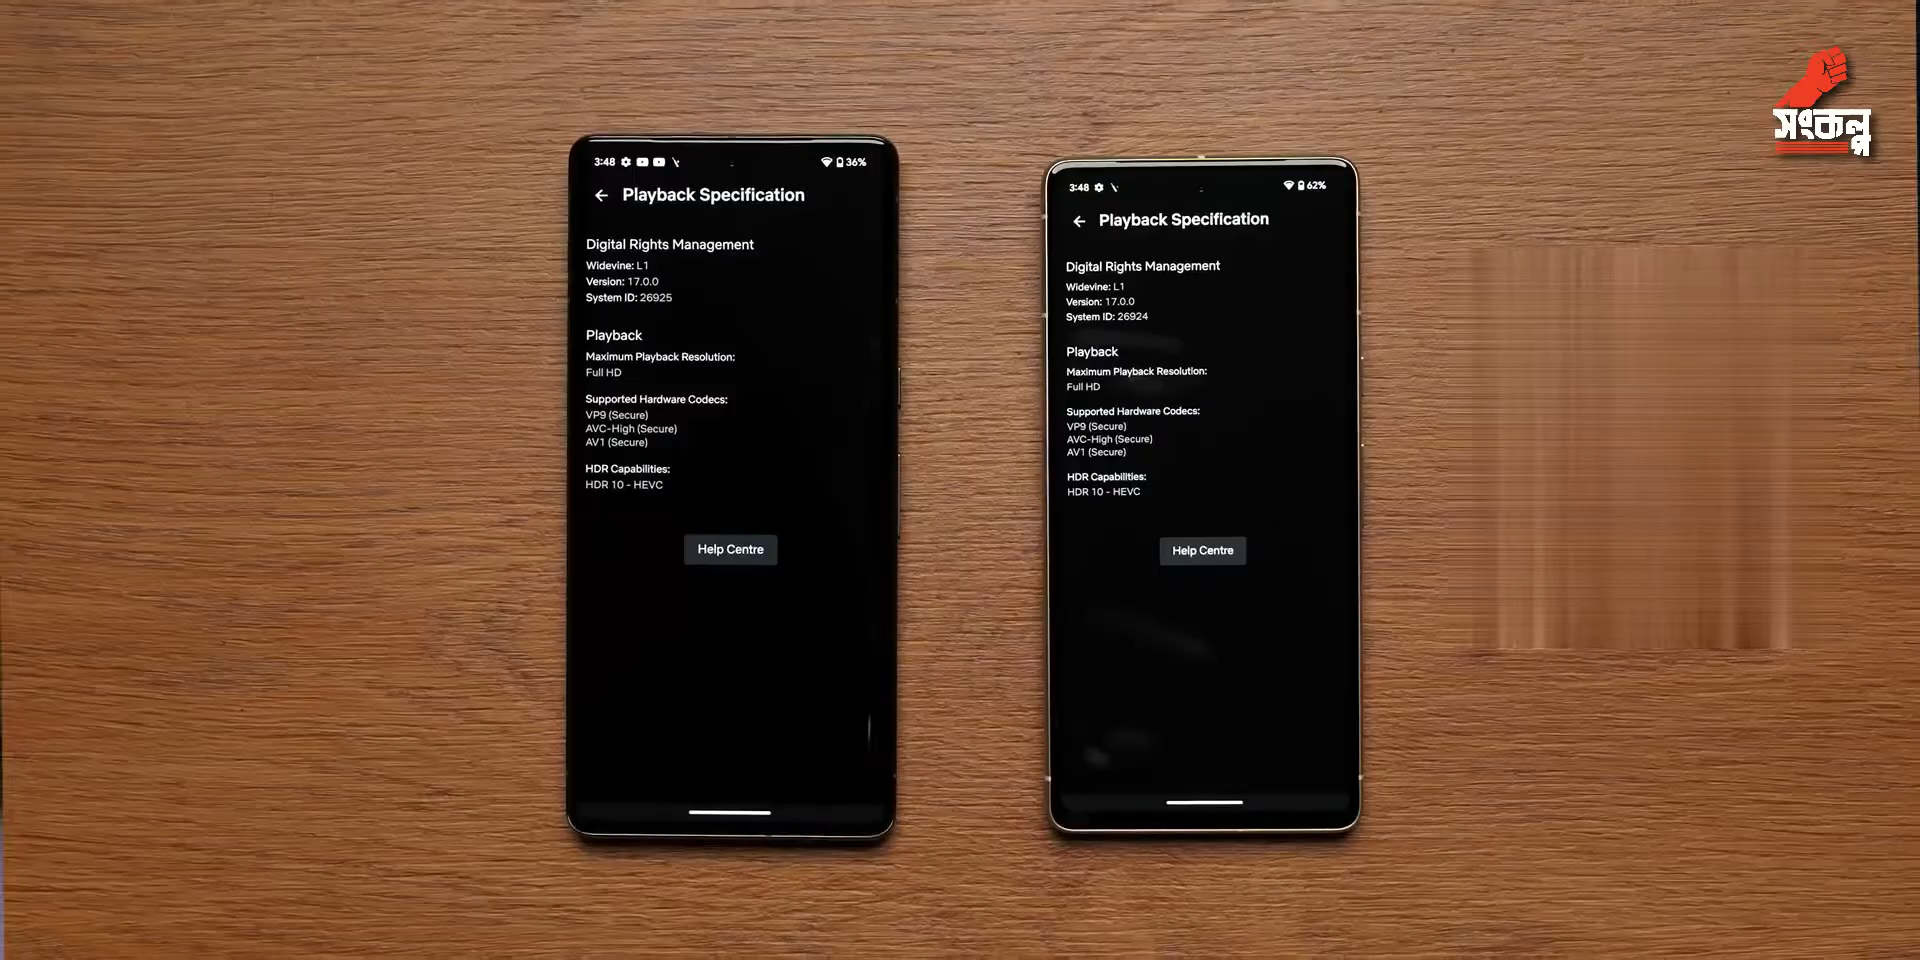 3:48
36%
Playback Specification
Digital Rights Management
Widevine: L1
Version: 17.0.0
System ID: 26925
Playback
Maximum Playback Resolution:
Full HD
Supported Hardware Codecs:
VP9 (Secure)
AVC-High (Secure)
AV1 (Secure)
HDR Capabilities:
HDR 10 - HEVC
Help Centre
3:48
62%
Playback Specification
Digital Rights Management
Widevine: L1
Version: 17.0.0
System ID: 26924
Playback
Maximum Playback Resolution:
Full HD
Supported Hardware Codecs:
VP9 (Secure)
AVC-High (Secure)
AV1 (Secure)
HDR Capabilities:
HDR 10 - HEVC
Help Centre
সংকল্প